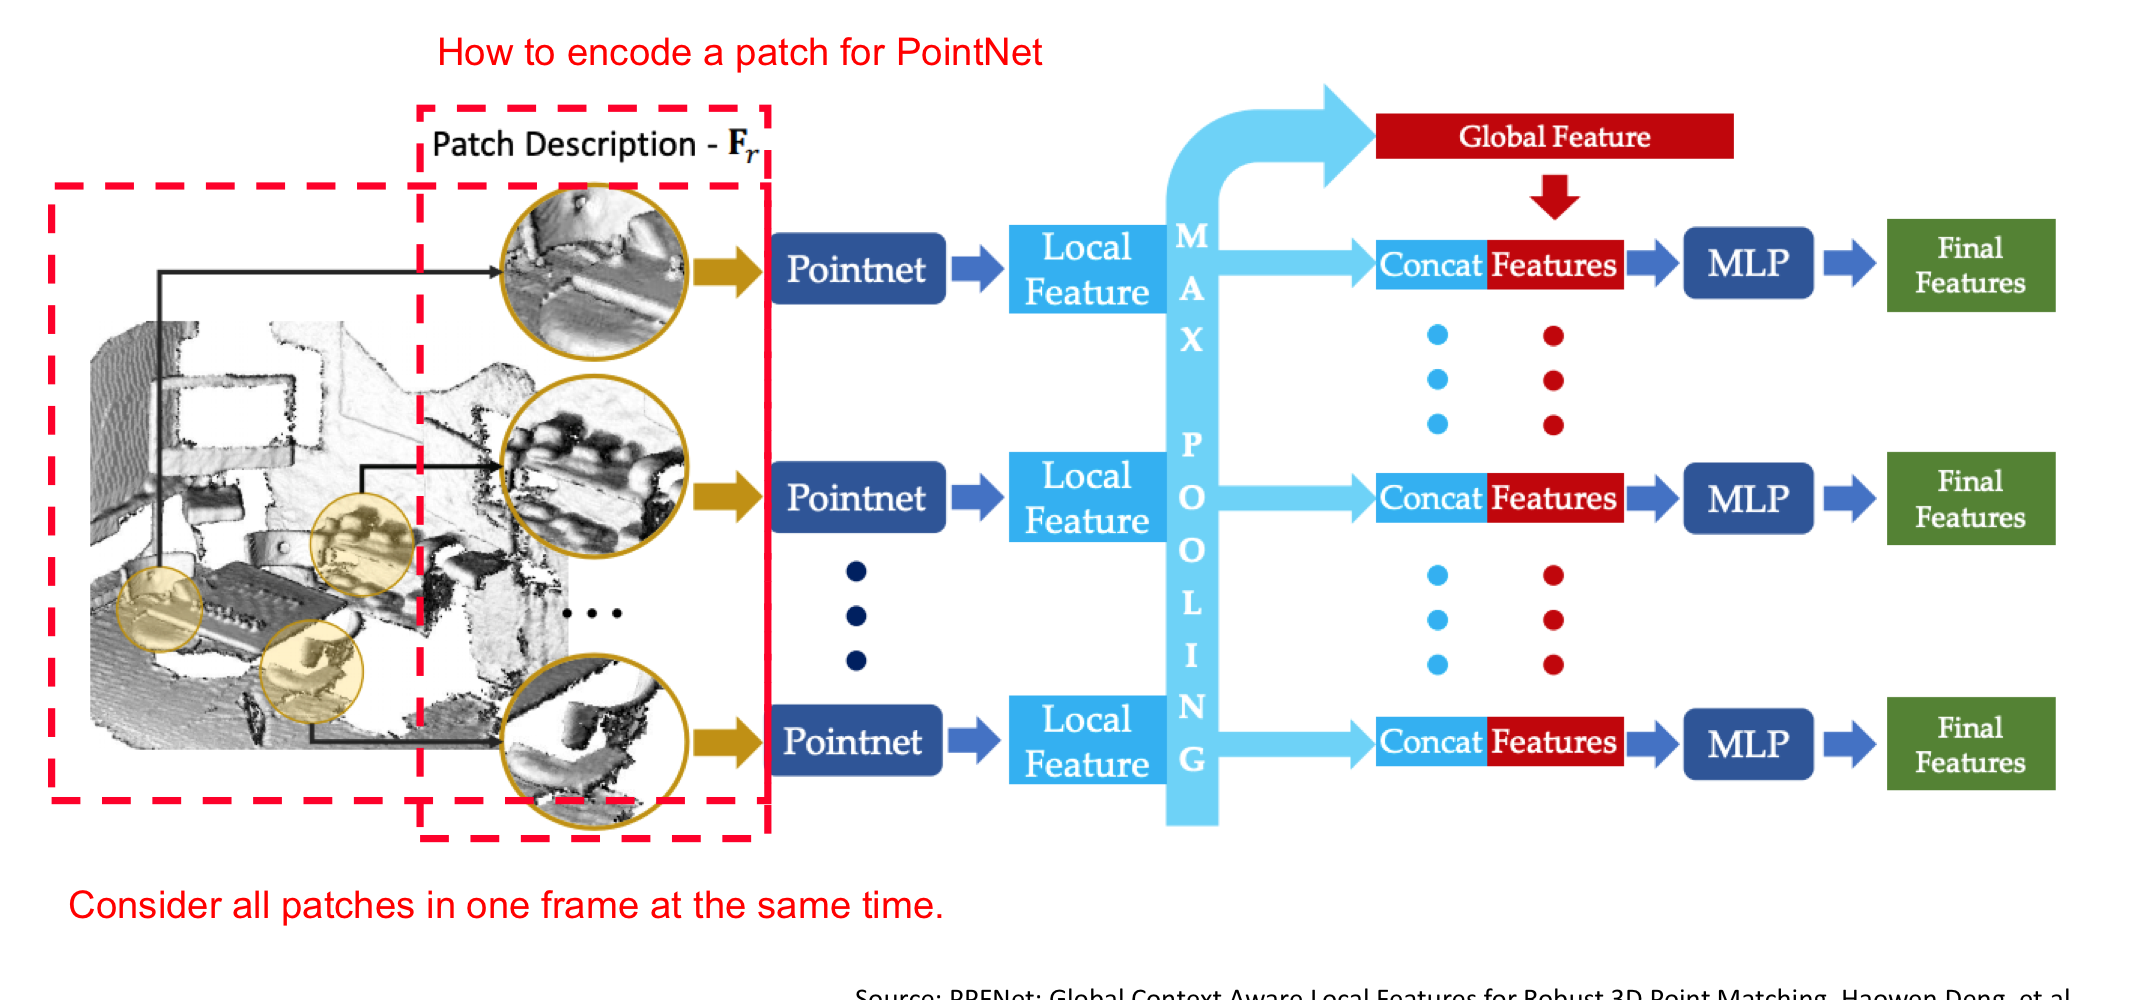 How to encode a patch for PointNet
Patch Description - Fr
Global Feature
Pointnet
Local
Feature
Concat Features
MLP
Final
Features
Pointnet
Local
Feature
Concat Features
MLP
Final
Features
Pointnet
Local
Feature
Concat Features
MLP
Final
Features
MAX POOLING
Consider all patches in one frame at the same time.
Source: PPFNet: Global Context Aware Local Features for Robust 3D Point Matching, Haowen Deng, et al